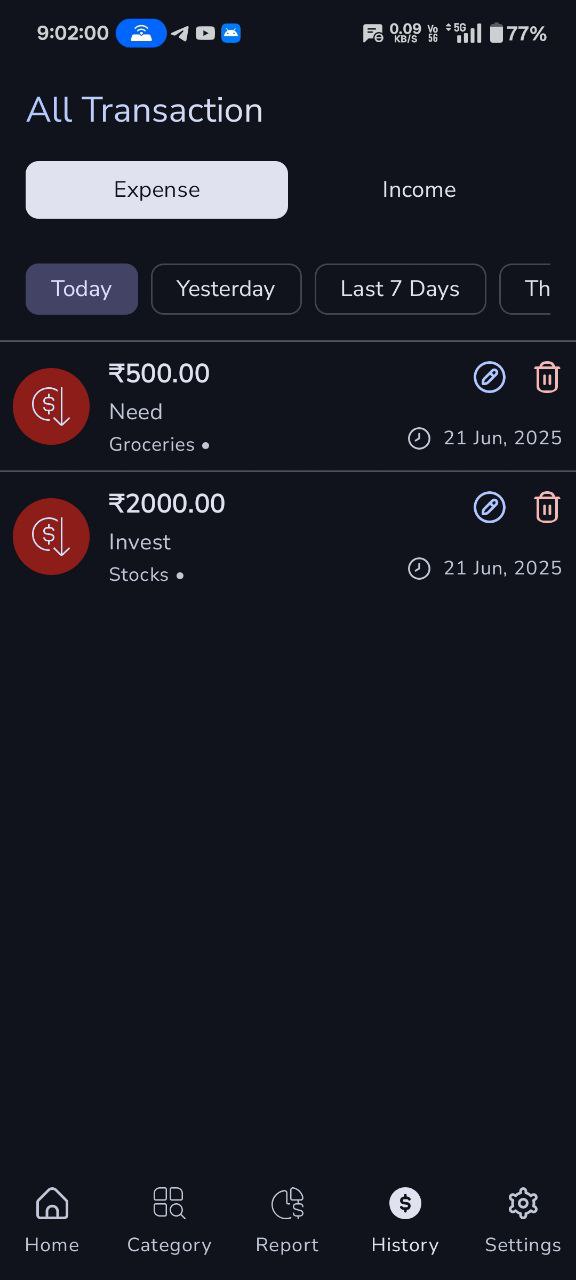 9:02:00 0.09 KB/S Vo 5G 5G 77%
All Transaction
Expense Income
Today Yesterday Last 7 Days Th
₹500.00
Need
Groceries • 21 Jun, 2025
₹2000.00
Invest
Stocks • 21 Jun, 2025
Home Category Report History Settings